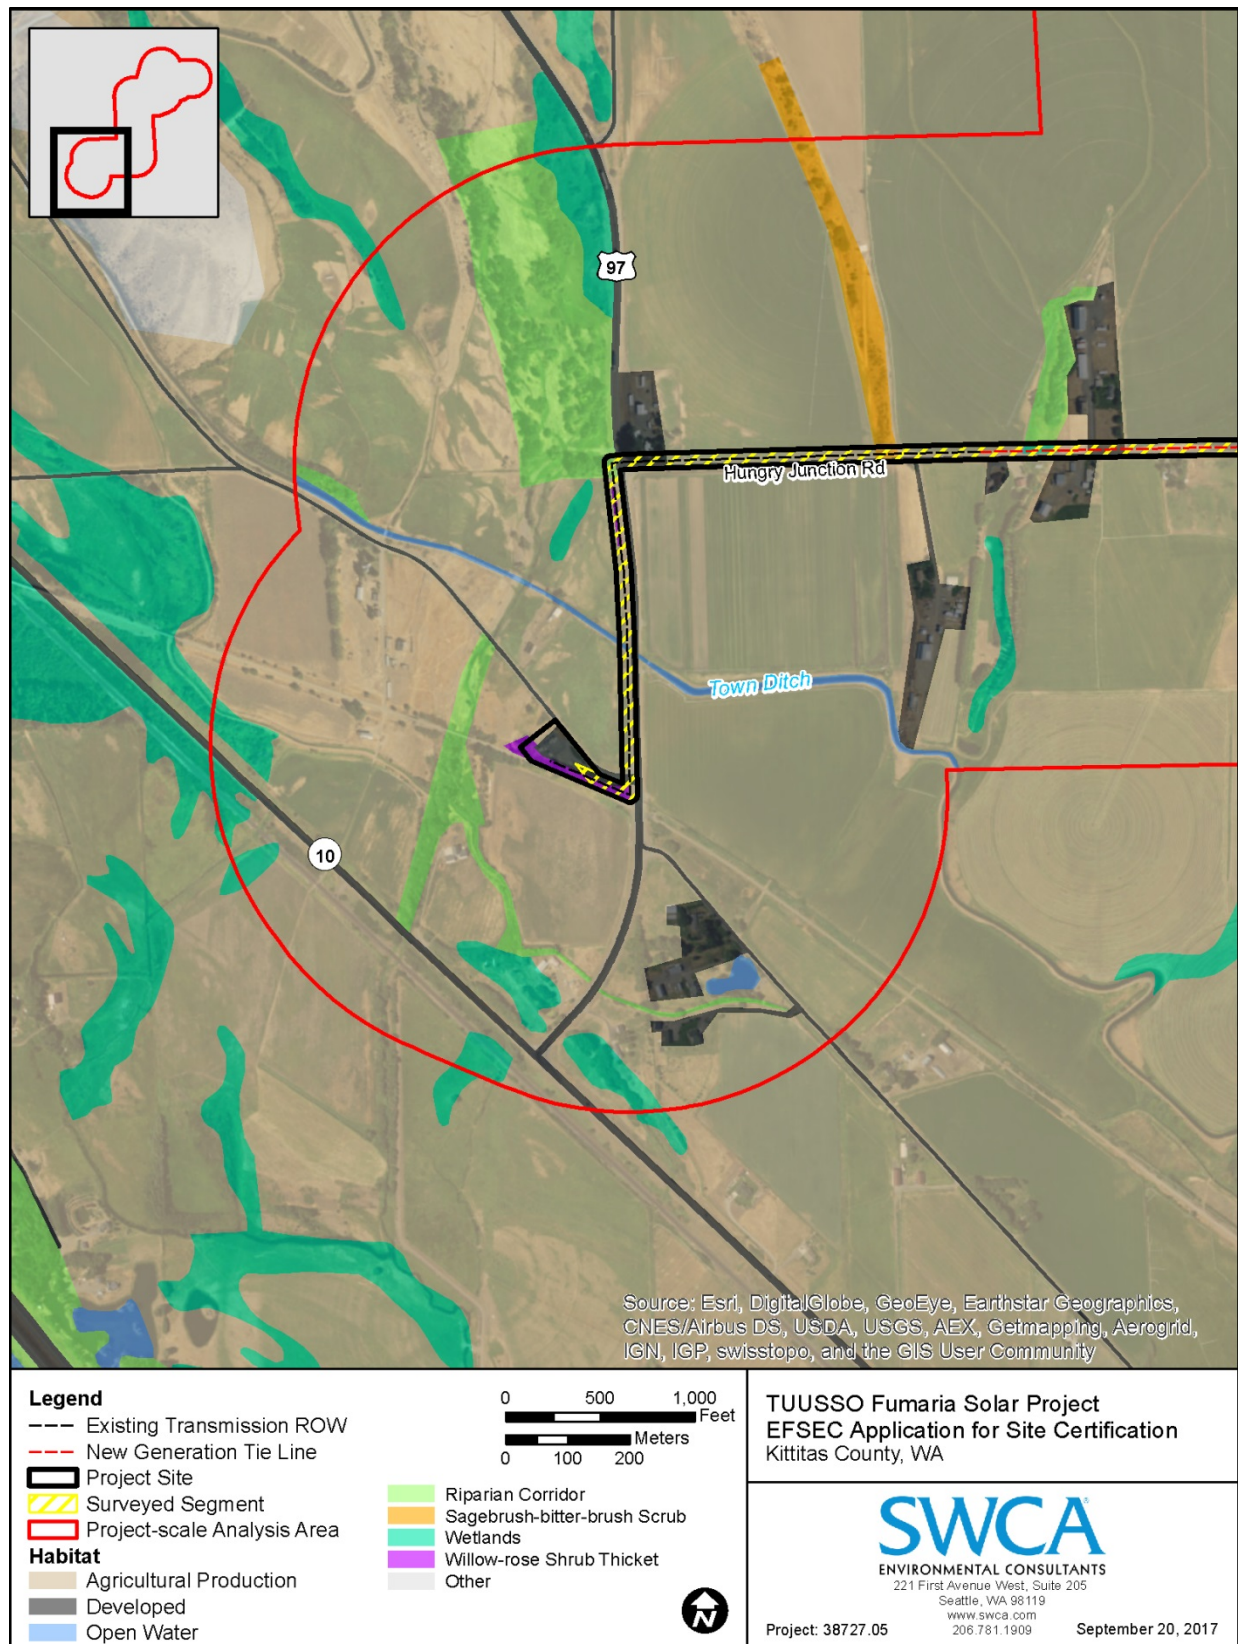 97
Hungry Junction Rd
Town Ditch
A
10
Source: Esri, DigitalGlobe, GeoEye, Earthstar Geographics,
CNES/Airbus DS, USDA, USGS, AEX, Getmapping, Aerogrid,
IGN, IGP, swisstopo, and the GIS User Community
Legend
Existing Transmission ROW
New Generation Tie Line
Project Site
Surveyed Segment
Project-scale Analysis Area
Habitat
Agricultural Production
Developed
Open Water
0 500 1,000
Feet
Meters
0 100 200
Riparian Corridor
Sagebrush-bitter-brush Scrub
Wetlands
Willow-rose Shrub Thicket
Other
N
TUUSSO Fumaria Solar Project
EFSEC Application for Site Certification
Kittitas County, WA
SWCA
®
ENVIRONMENTAL CONSULTANTS
221 First Avenue West, Suite 205
Seattle, WA 98119
www.swca.com
206.781.1909
Project: 38727.05
September 20, 2017